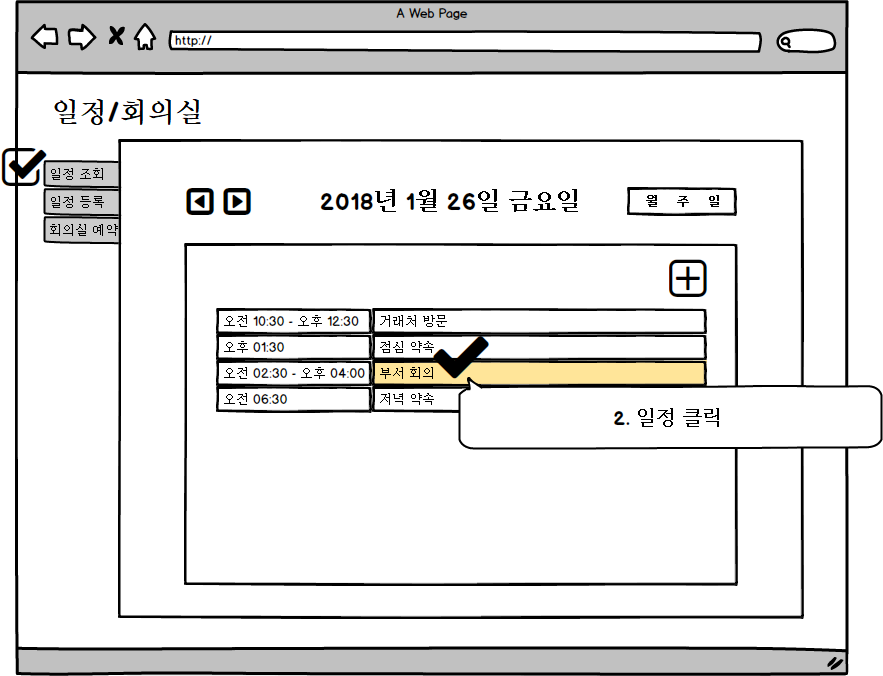 A Web Page
http://
일정/회의실
일정 조회
일정 등록
회의실 예약
2018년 1월 26일 금요일
월 주 일
오전 10:30 - 오후 12:30 거래처 방문
오후 01:30 점심 약속
오전 02:30 - 오후 04:00 부서 회의
오전 06:30 저녁 약속
2. 일정 클릭